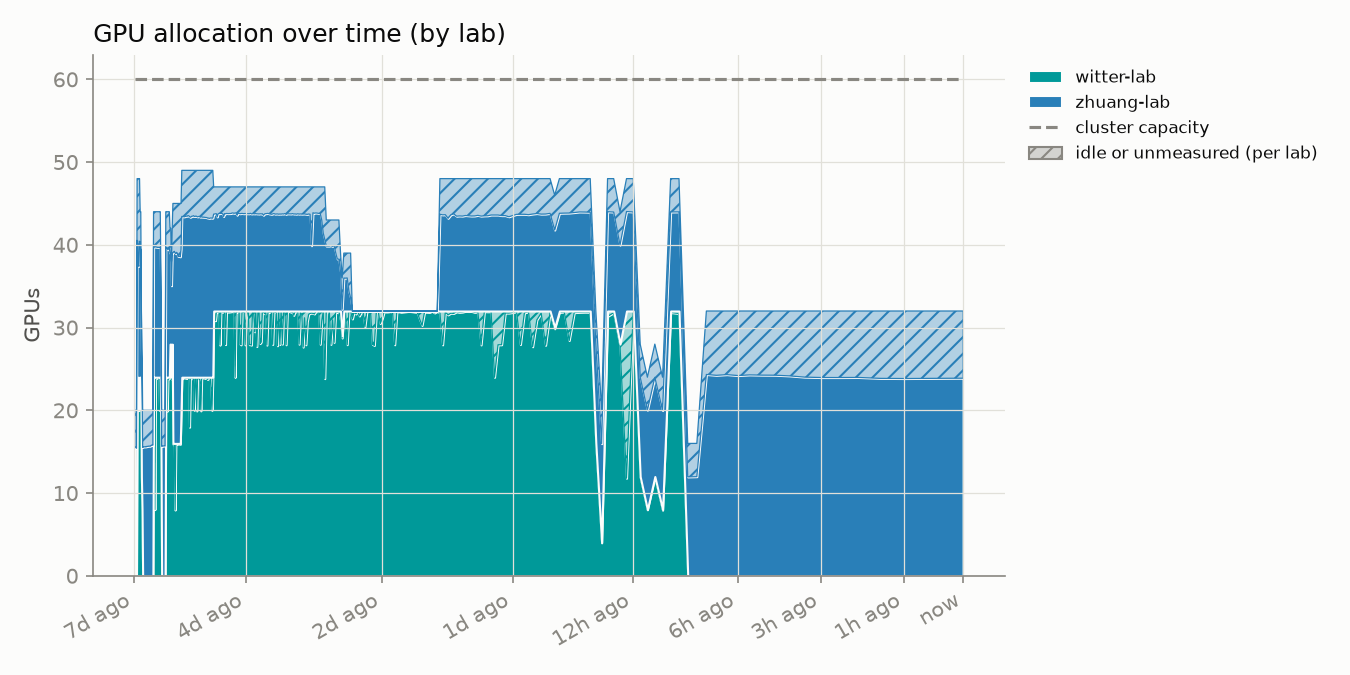 GPU allocation over time (by lab)
GPUs
60
50
40
30
20
10
0
7d ago
4d ago
2d ago
1d ago
12h ago
6h ago
3h ago
1h ago
now
witter-lab
zhuang-lab
cluster capacity
idle or unmeasured (per lab)